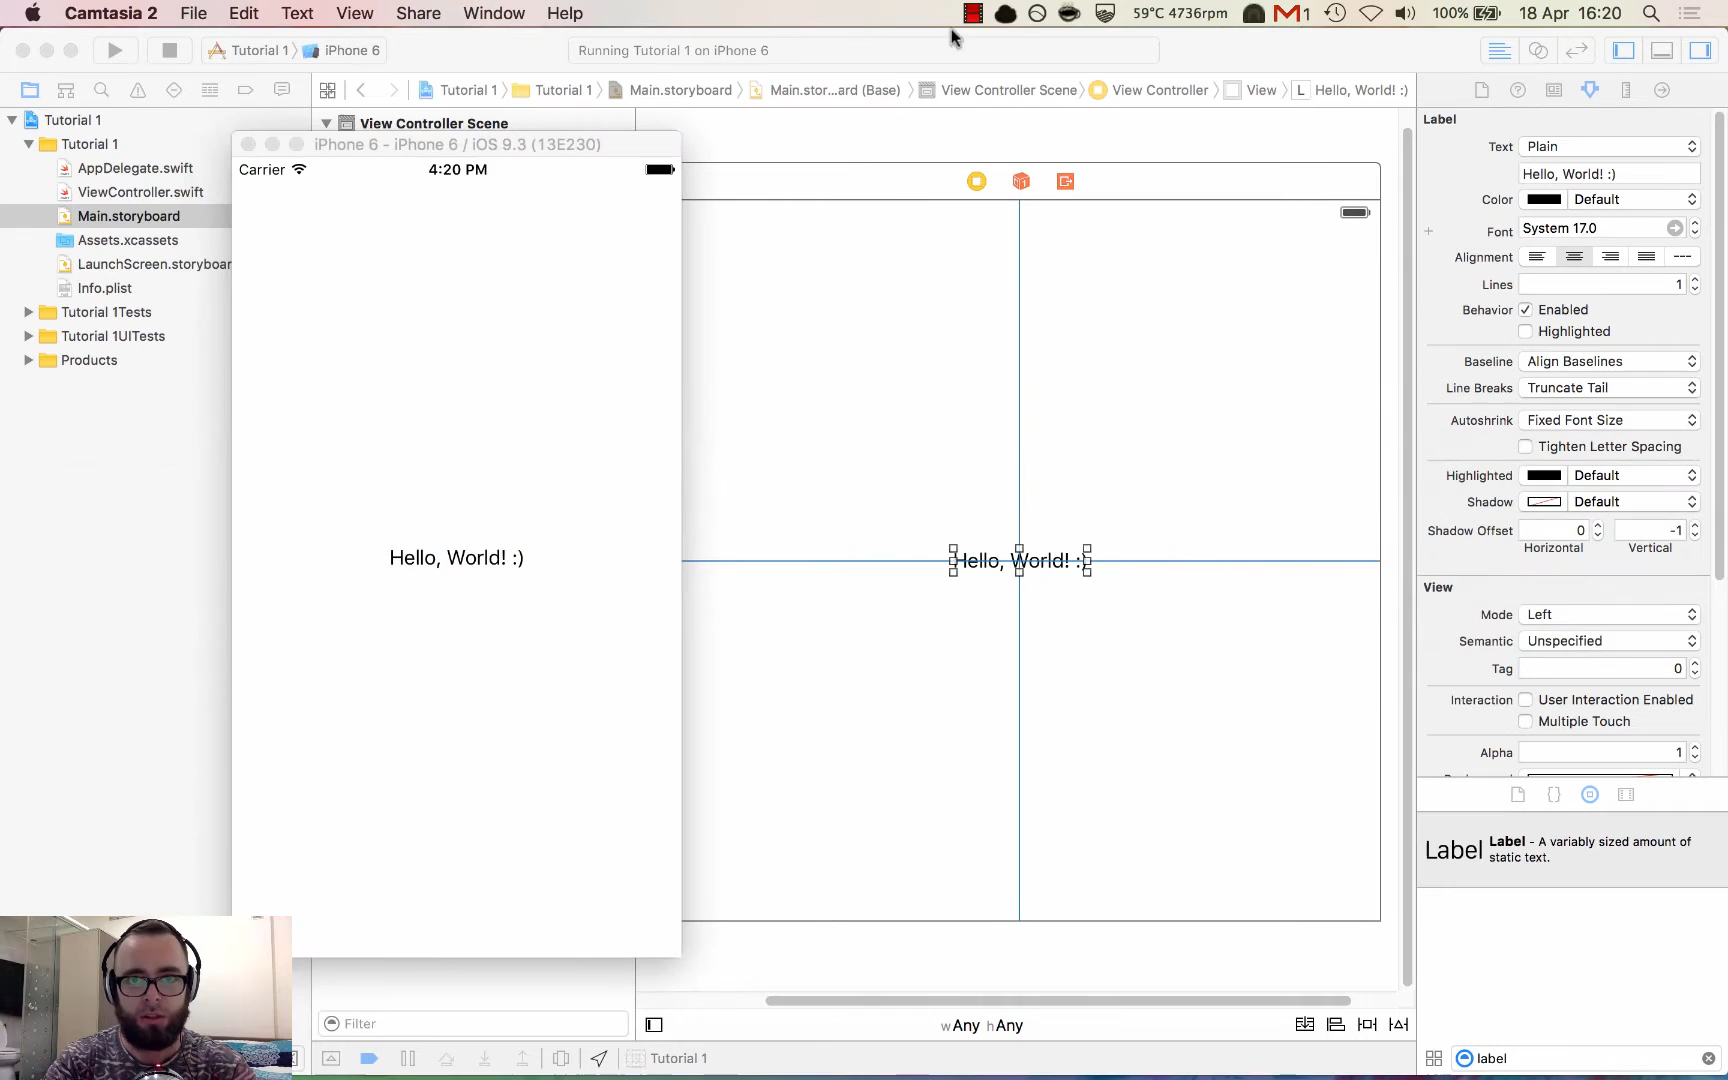 Camtasia 2 File Edit Text View Share Window Help 59°C 4736rpm 1 100% 18 Apr 16:20
Tutorial 1 iPhone 6 Running Tutorial 1 on iPhone 6
Tutorial 1 Tutorial 1 Main.storyboard Main.stor...ard (Base) View Controller Scene View Controller View L Hello, World! :)
Tutorial 1
Tutorial 1
AppDelegate.swift
ViewController.swift
Main.storyboard
Assets.xcassets
LaunchScreen.storyboar
Info.plist
Tutorial 1Tests
Tutorial 1UITests
Products
View Controller Scene
iPhone 6 - iPhone 6 / iOS 9.3 (13E230)
Carrier 4:20 PM
Hello, World! :)
Hello, World! :)
Label
Text Plain
Hello, World! :)
Color Default
Font System 17.0
Alignment
Lines 1
Behavior Enabled
Highlighted
Baseline Align Baselines
Line Breaks Truncate Tail
Autoshrink Fixed Font Size
Tighten Letter Spacing
Highlighted Default
Shadow Default
Shadow Offset 0 -1
Horizontal Vertical
View
Mode Left
Semantic Unspecified
Tag 0
Interaction User Interaction Enabled
Multiple Touch
Alpha 1
Label Label - A variably sized amount of
static text.
Filter
wAny hAny
Tutorial 1
label